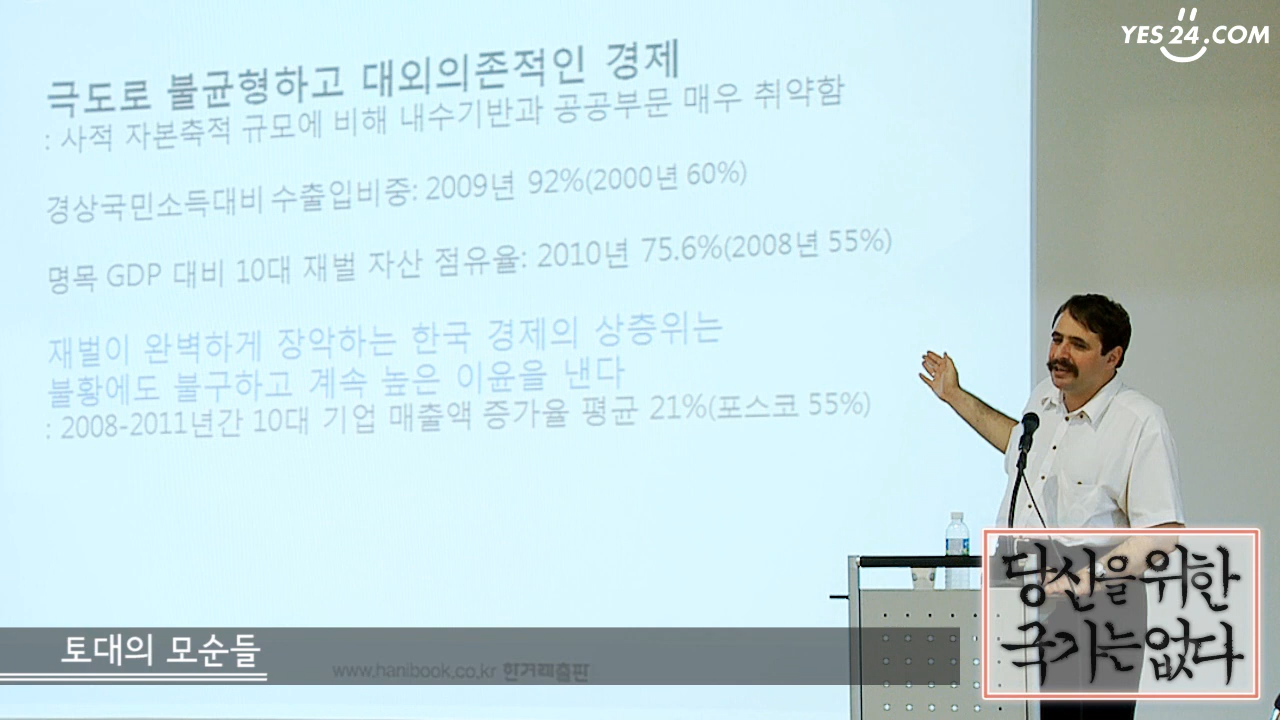 YES24.COM
극도로 불균형하고 대외의존적인 경제
: 사적 자본축적 규모에 비해 내수기반과 공공부문 매우 취약함
경상국민소득대비 수출입비중: 2009년 92%(2000년 60%)
명목 GDP 대비 10대 재벌 자산 점유율: 2010년 75.6%(2008년 55%)
재벌이 완벽하게 장악하는 한국 경제의 상층위는
불황에도 불구하고 계속 높은 이윤을 낸다
: 2008-2011년간 10대 기업 매출액 증가율 평균 21%(포스코 55%)
당신을 위한
국가는 없다
토대의 모순들
www.hanibook.co.kr 한겨레출판